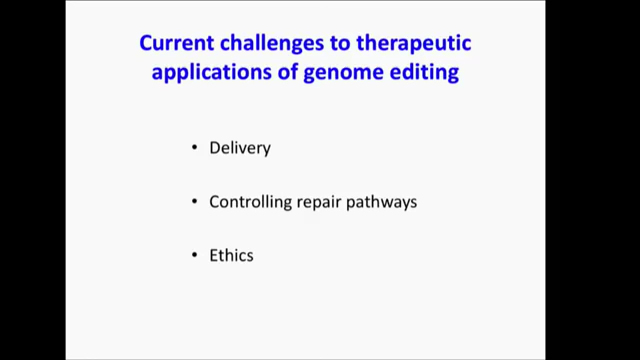 Current challenges to therapeutic
applications of genome editing
• Delivery
• Controlling repair pathways
• Ethics